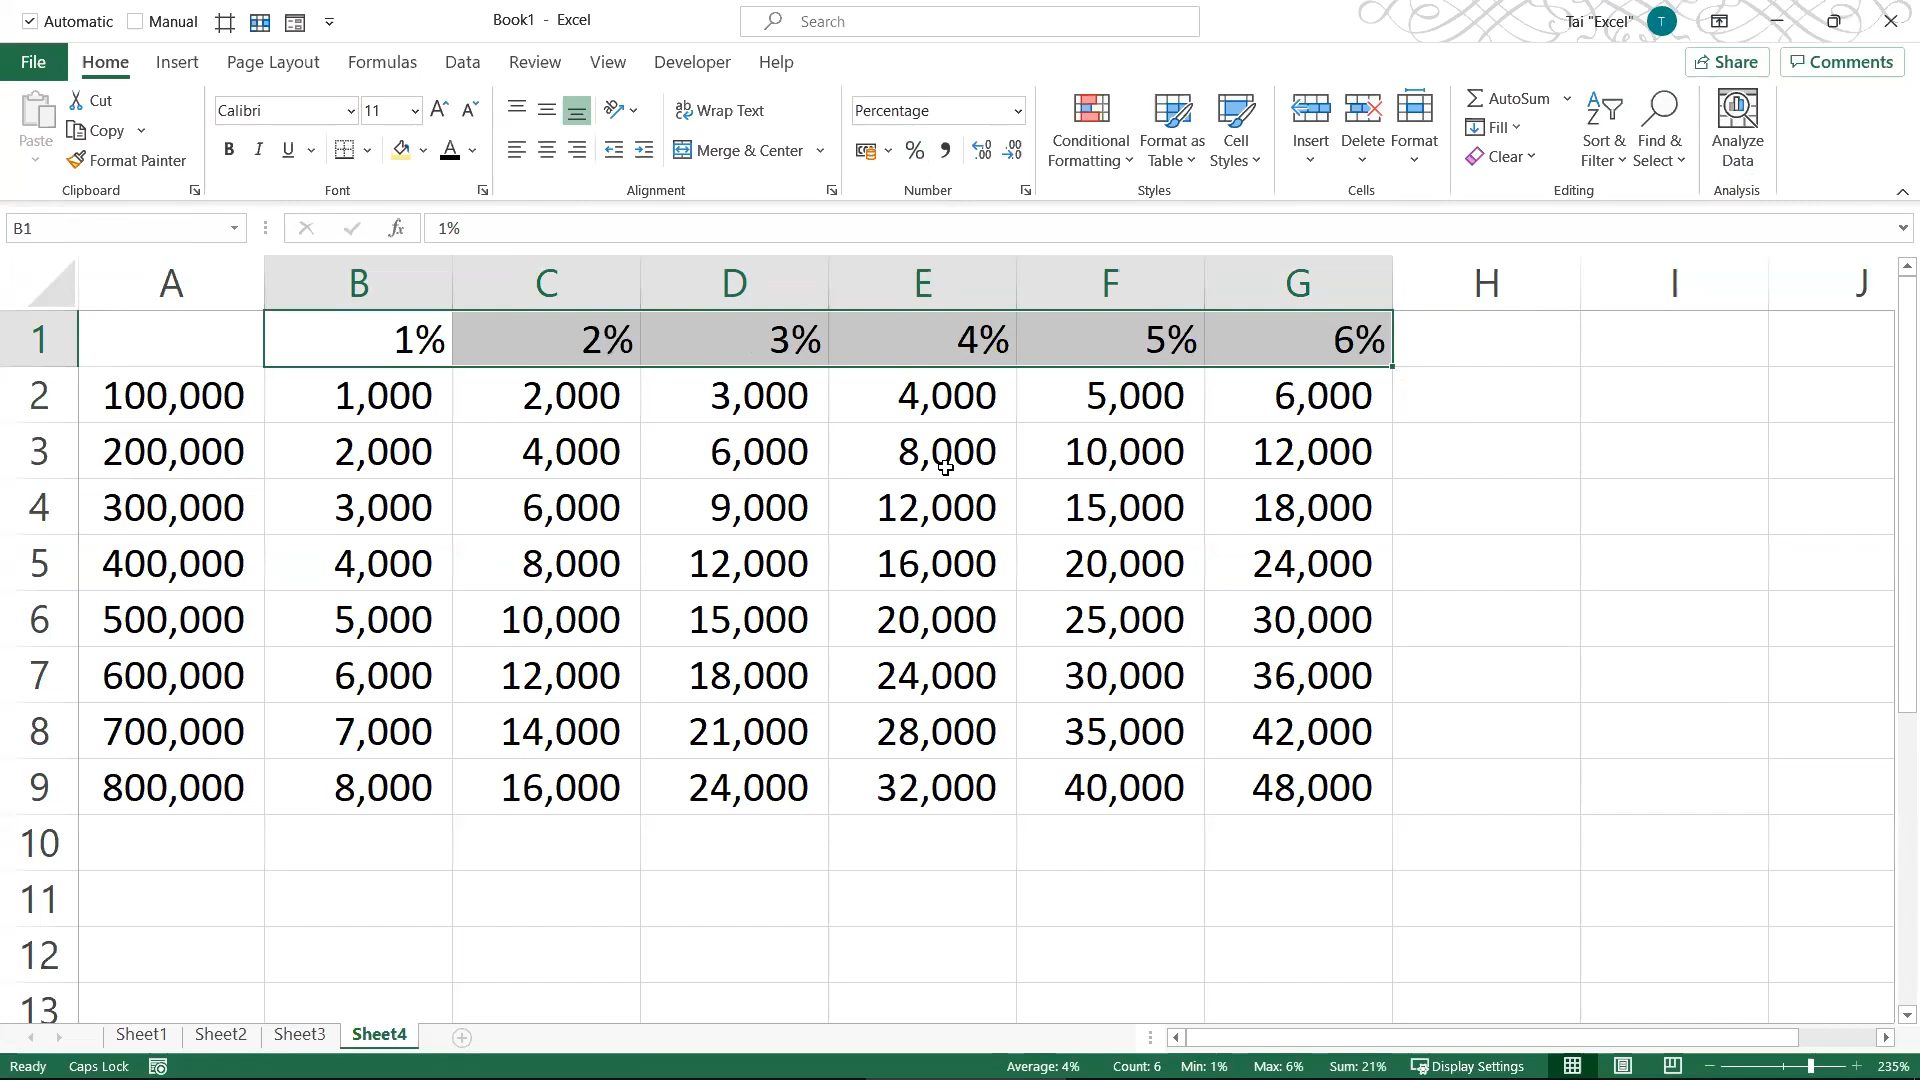 Automatic Manual Book1 - Excel Search Tai "Excel" T
File Home Insert Page Layout Formulas Data Review View Developer Help Share Comments
Paste
Cut
Copy
Format Painter
Clipboard
Calibri 11
B I U A
Font
ab Wrap Text
Merge & Center
Alignment
Percentage
% 9 .00 .00
Number
Conditional Formatting
Format as Table
Cell Styles
Styles
Insert Delete Format
Cells
AutoSum
Fill
Clear
Sort & Filter
Find & Select
Editing
Analyze Data
Analysis
B1 fx 1%
A B C D E F G H I J
1 1% 2% 3% 4% 5% 6%
2 100,000 1,000 2,000 3,000 4,000 5,000 6,000
3 200,000 2,000 4,000 6,000 8,000 10,000 12,000
4 300,000 3,000 6,000 9,000 12,000 15,000 18,000
5 400,000 4,000 8,000 12,000 16,000 20,000 24,000
6 500,000 5,000 10,000 15,000 20,000 25,000 30,000
7 600,000 6,000 12,000 18,000 24,000 30,000 36,000
8 700,000 7,000 14,000 21,000 28,000 35,000 42,000
9 800,000 8,000 16,000 24,000 32,000 40,000 48,000
10
11
12
13
Sheet1 Sheet2 Sheet3 Sheet4
Ready Caps Lock Average: 4% Count: 6 Min: 1% Max: 6% Sum: 21% Display Settings 235%